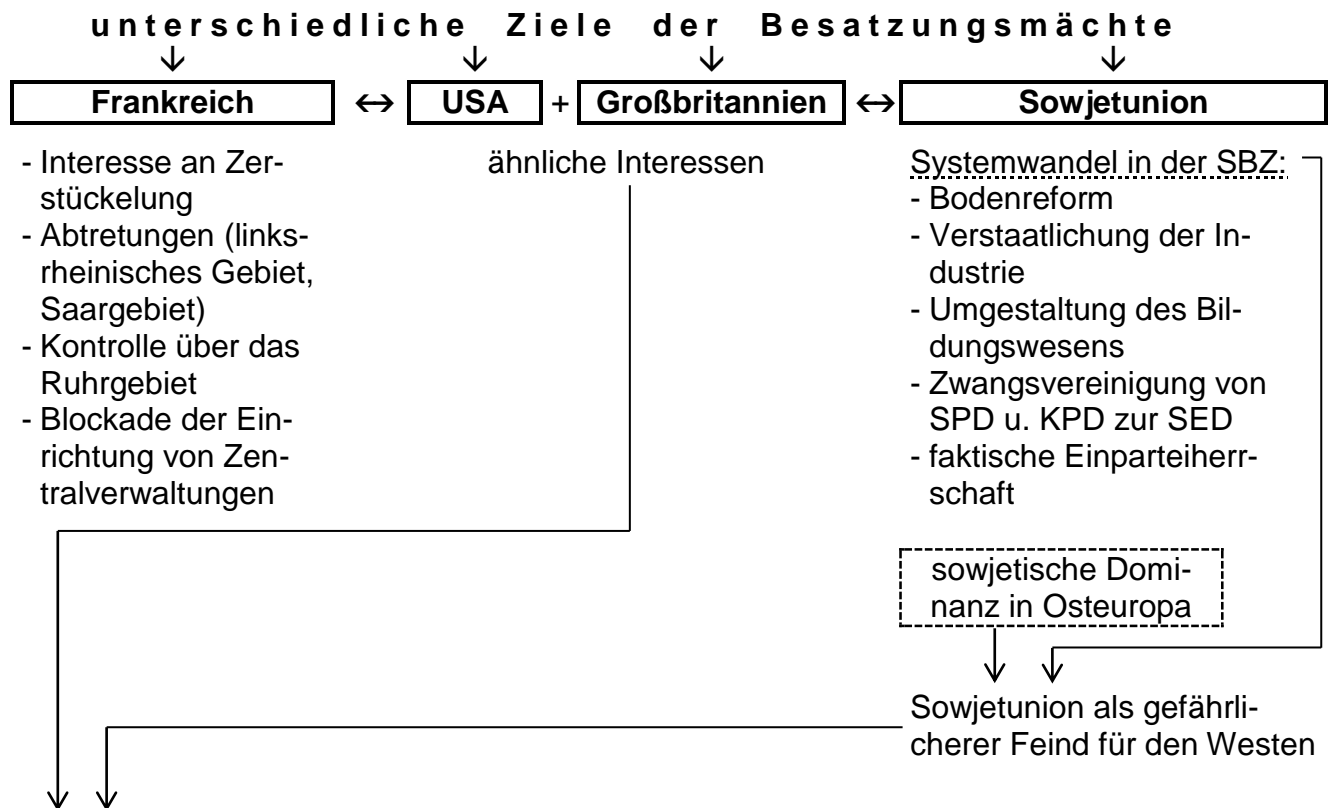 unterschiedliche Ziele der Besatzungsmächte
Frankreich ↔ USA + Großbritannien ↔ Sowjetunion
- Interesse an Zer-
stückelung
- Abtretungen (links-
rheinisches Gebiet,
Saargebiet)
- Kontrolle über das
Ruhrgebiet
- Blockade der Ein-
richtung von Zen-
tralverwaltungen
ähnliche Interessen
Systemwandel in der SBZ:
- Bodenreform
- Verstaatlichung der In-
dustrie
- Umgestaltung des Bil-
dungswesens
- Zwangsvereinigung von
SPD u. KPD zur SED
- faktische Einparteiherr-
schaft
sowjetische Domi-
nanz in Osteuropa
Sowjetunion als gefährli-
cherer Feind für den Westen